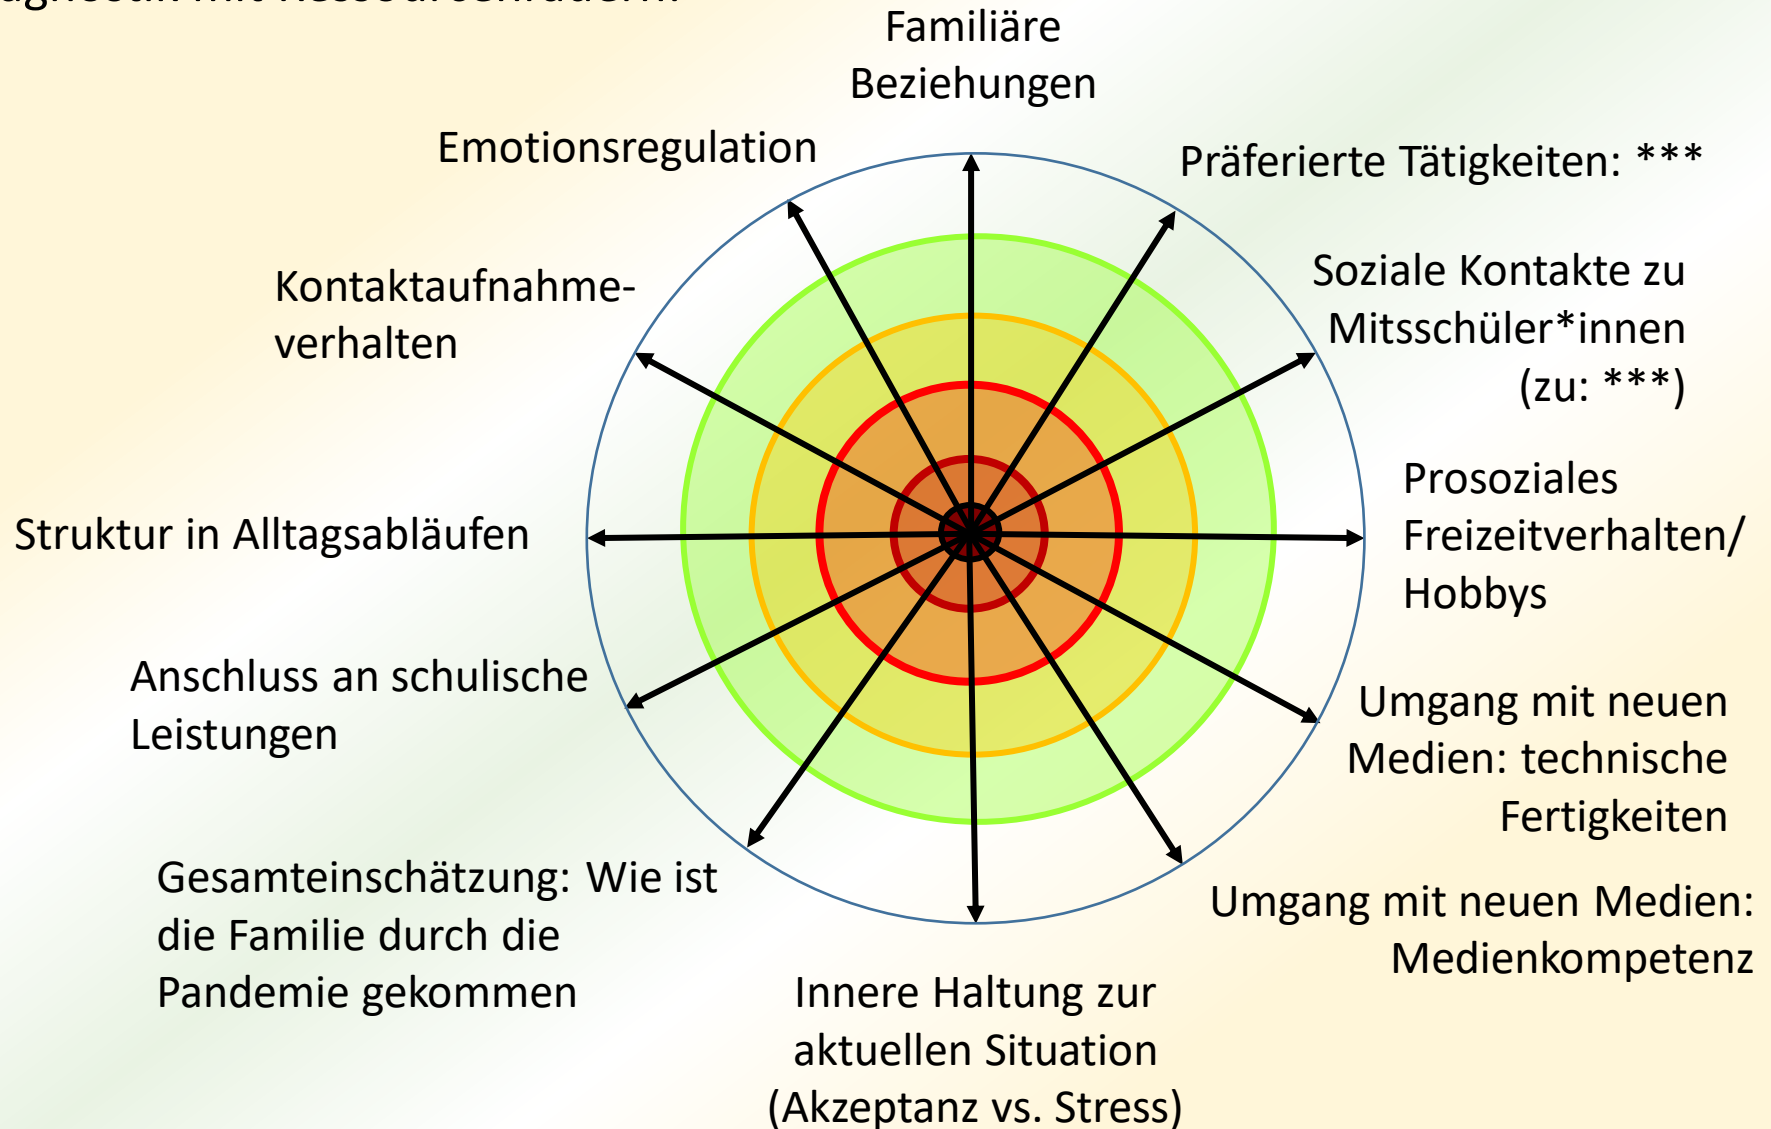 mit Ressourcenrädern:
Familiäre
Beziehungen
Präferierte Tätigkeiten: ***
Soziale Kontakte zu
Mitsschüler*innen
(zu: ***)
Prosoziales
Freizeitverhalten/
Hobbys
Umgang mit neuen
Medien: technische
Fertigkeiten
Umgang mit neuen Medien:
Medienkompetenz
Innere Haltung zur
aktuellen Situation
(Akzeptanz vs. Stress)
Gesamteinschätzung: Wie ist
die Familie durch die
Pandemie gekommen
Anschluss an schulische
Leistungen
Struktur in Alltagsabläufen
Kontaktaufnahme-
verhalten
Emotionsregulation